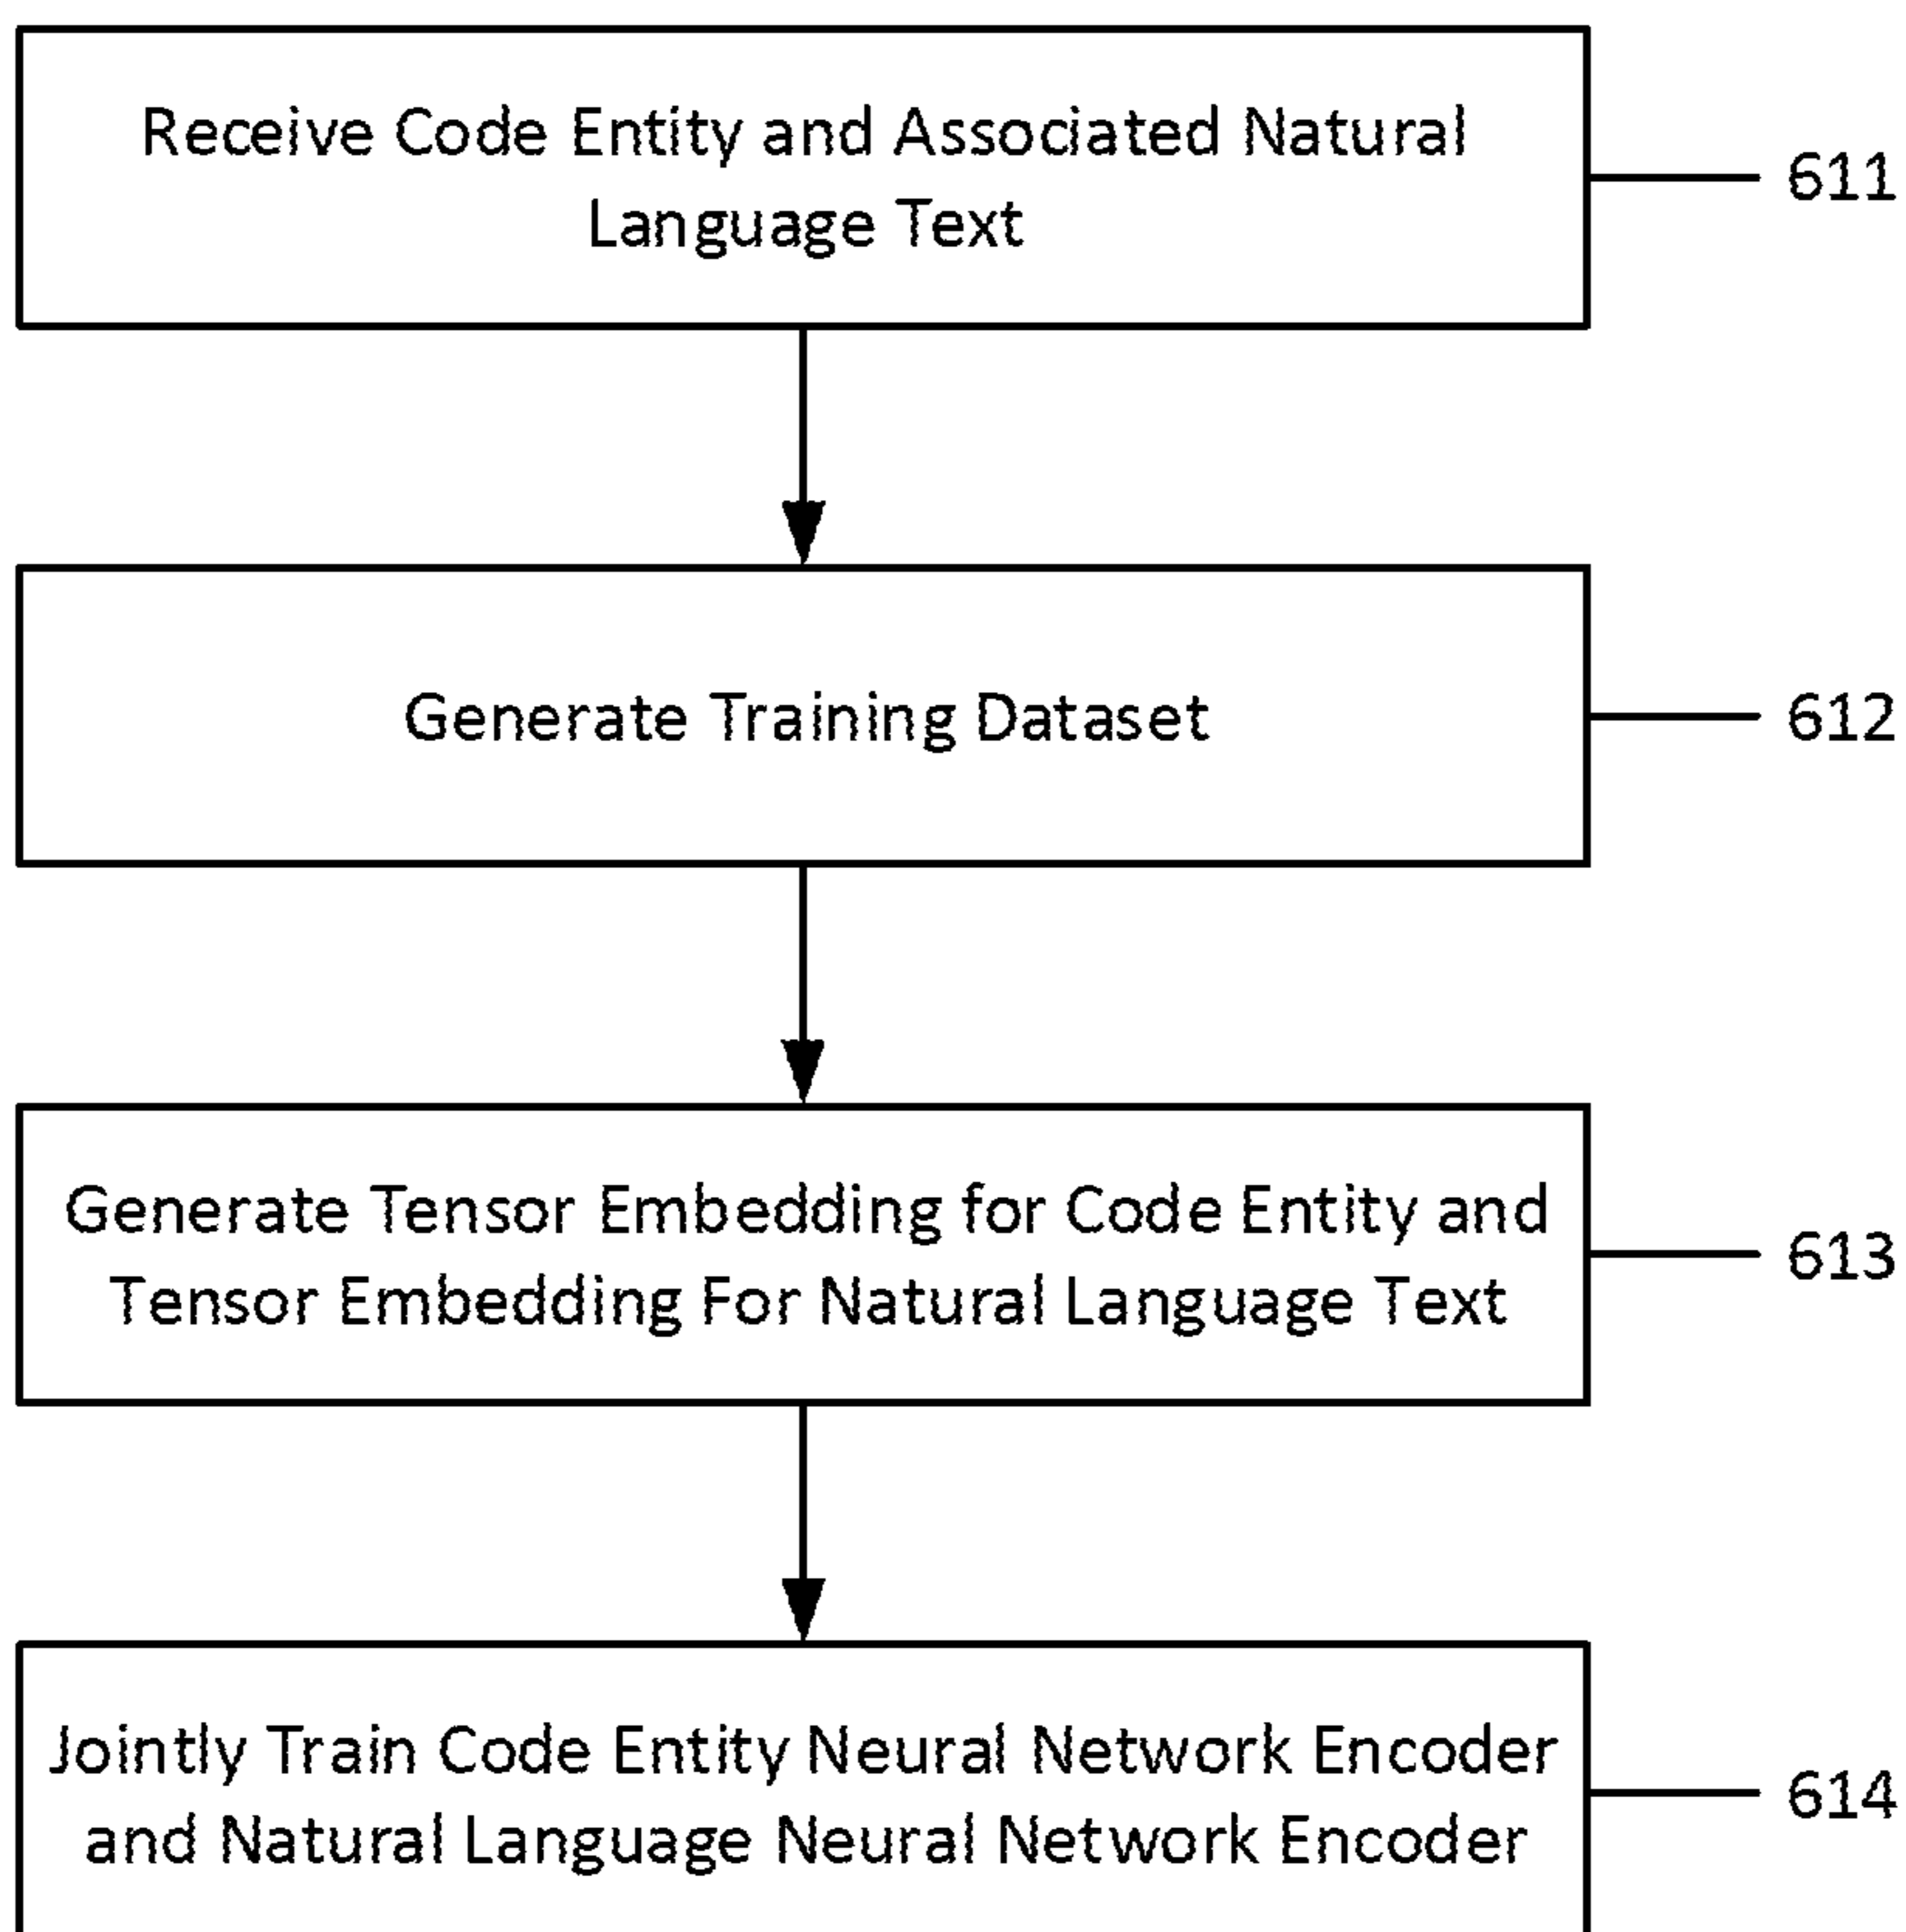 Receive Code Entity and Associated Natural
Language Text
611
Generate Training Dataset
612
Generate Tensor Embedding for Code Entity and
Tensor Embedding For Natural Language Text
613
Jointly Train Code Entity Neural Network Encoder
and Natural Language Neural Network Encoder
614